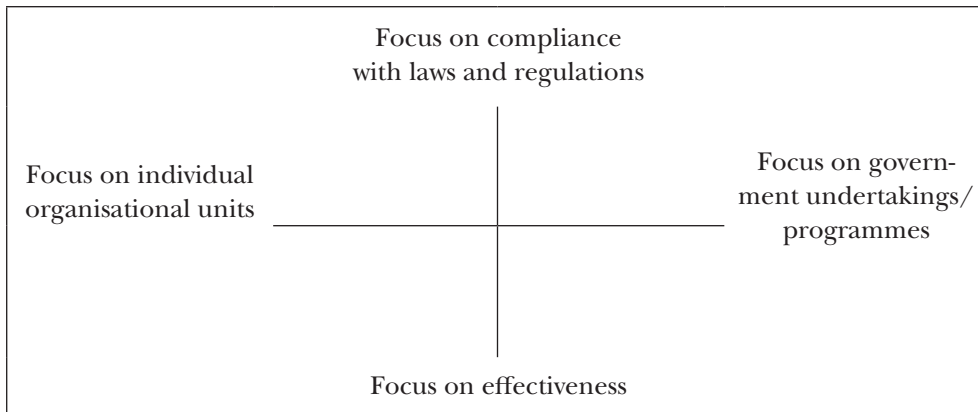 Focus on compliance
with laws and regulations
Focus on individual
organisational units
Focus on govern-
ment undertakings/
programmes
Focus on effectiveness